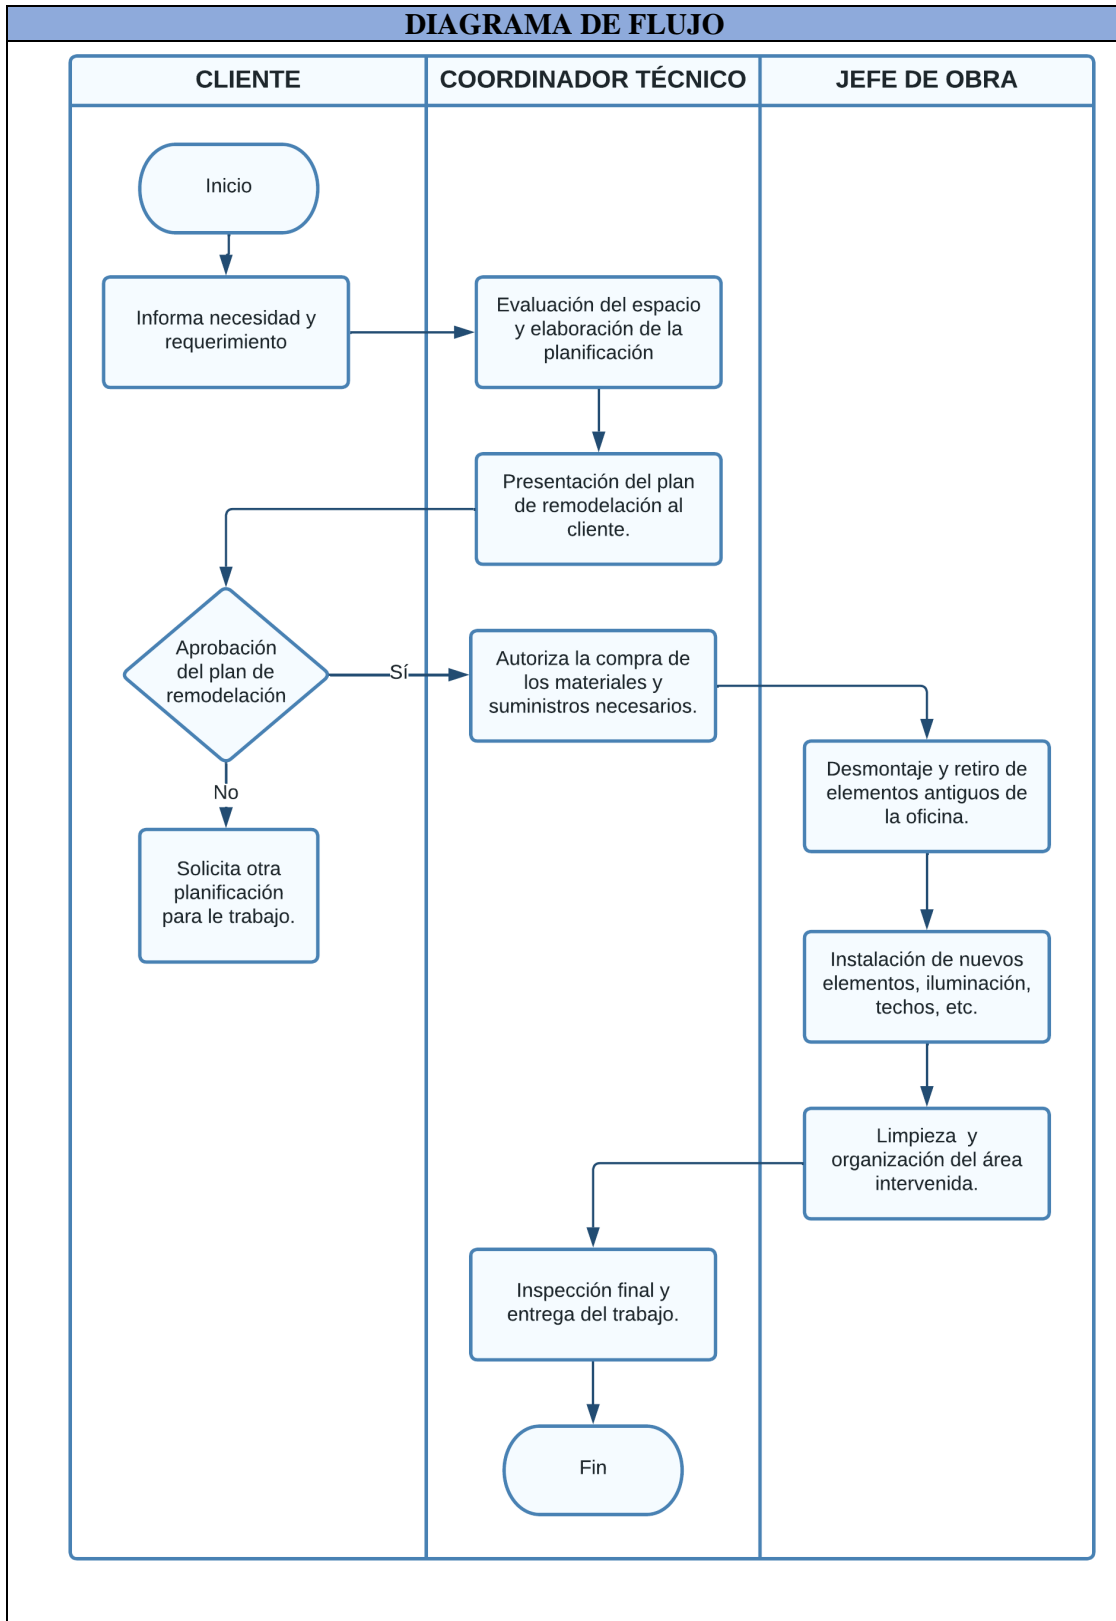 DIAGRAMA DE FLUJO
CLIENTE
COORDINADOR TÉCNICO
JEFE DE OBRA
Inicio
Informa necesidad y
requerimiento
Evaluación del espacio
y elaboración de la
planificación
Presentación del plan
de remodelación al
cliente.
Aprobación
del plan de
remodelación
Sí
Autoriza la compra de
los materiales y
suministros necesarios.
No
Solicita otra
planificación
para le trabajo.
Desmontaje y retiro de
elementos antiguos de
la oficina.
Instalación de nuevos
elementos, iluminación,
techos, etc.
Limpieza  y
organización del área
intervenida.
Inspección final y
entrega del trabajo.
Fin